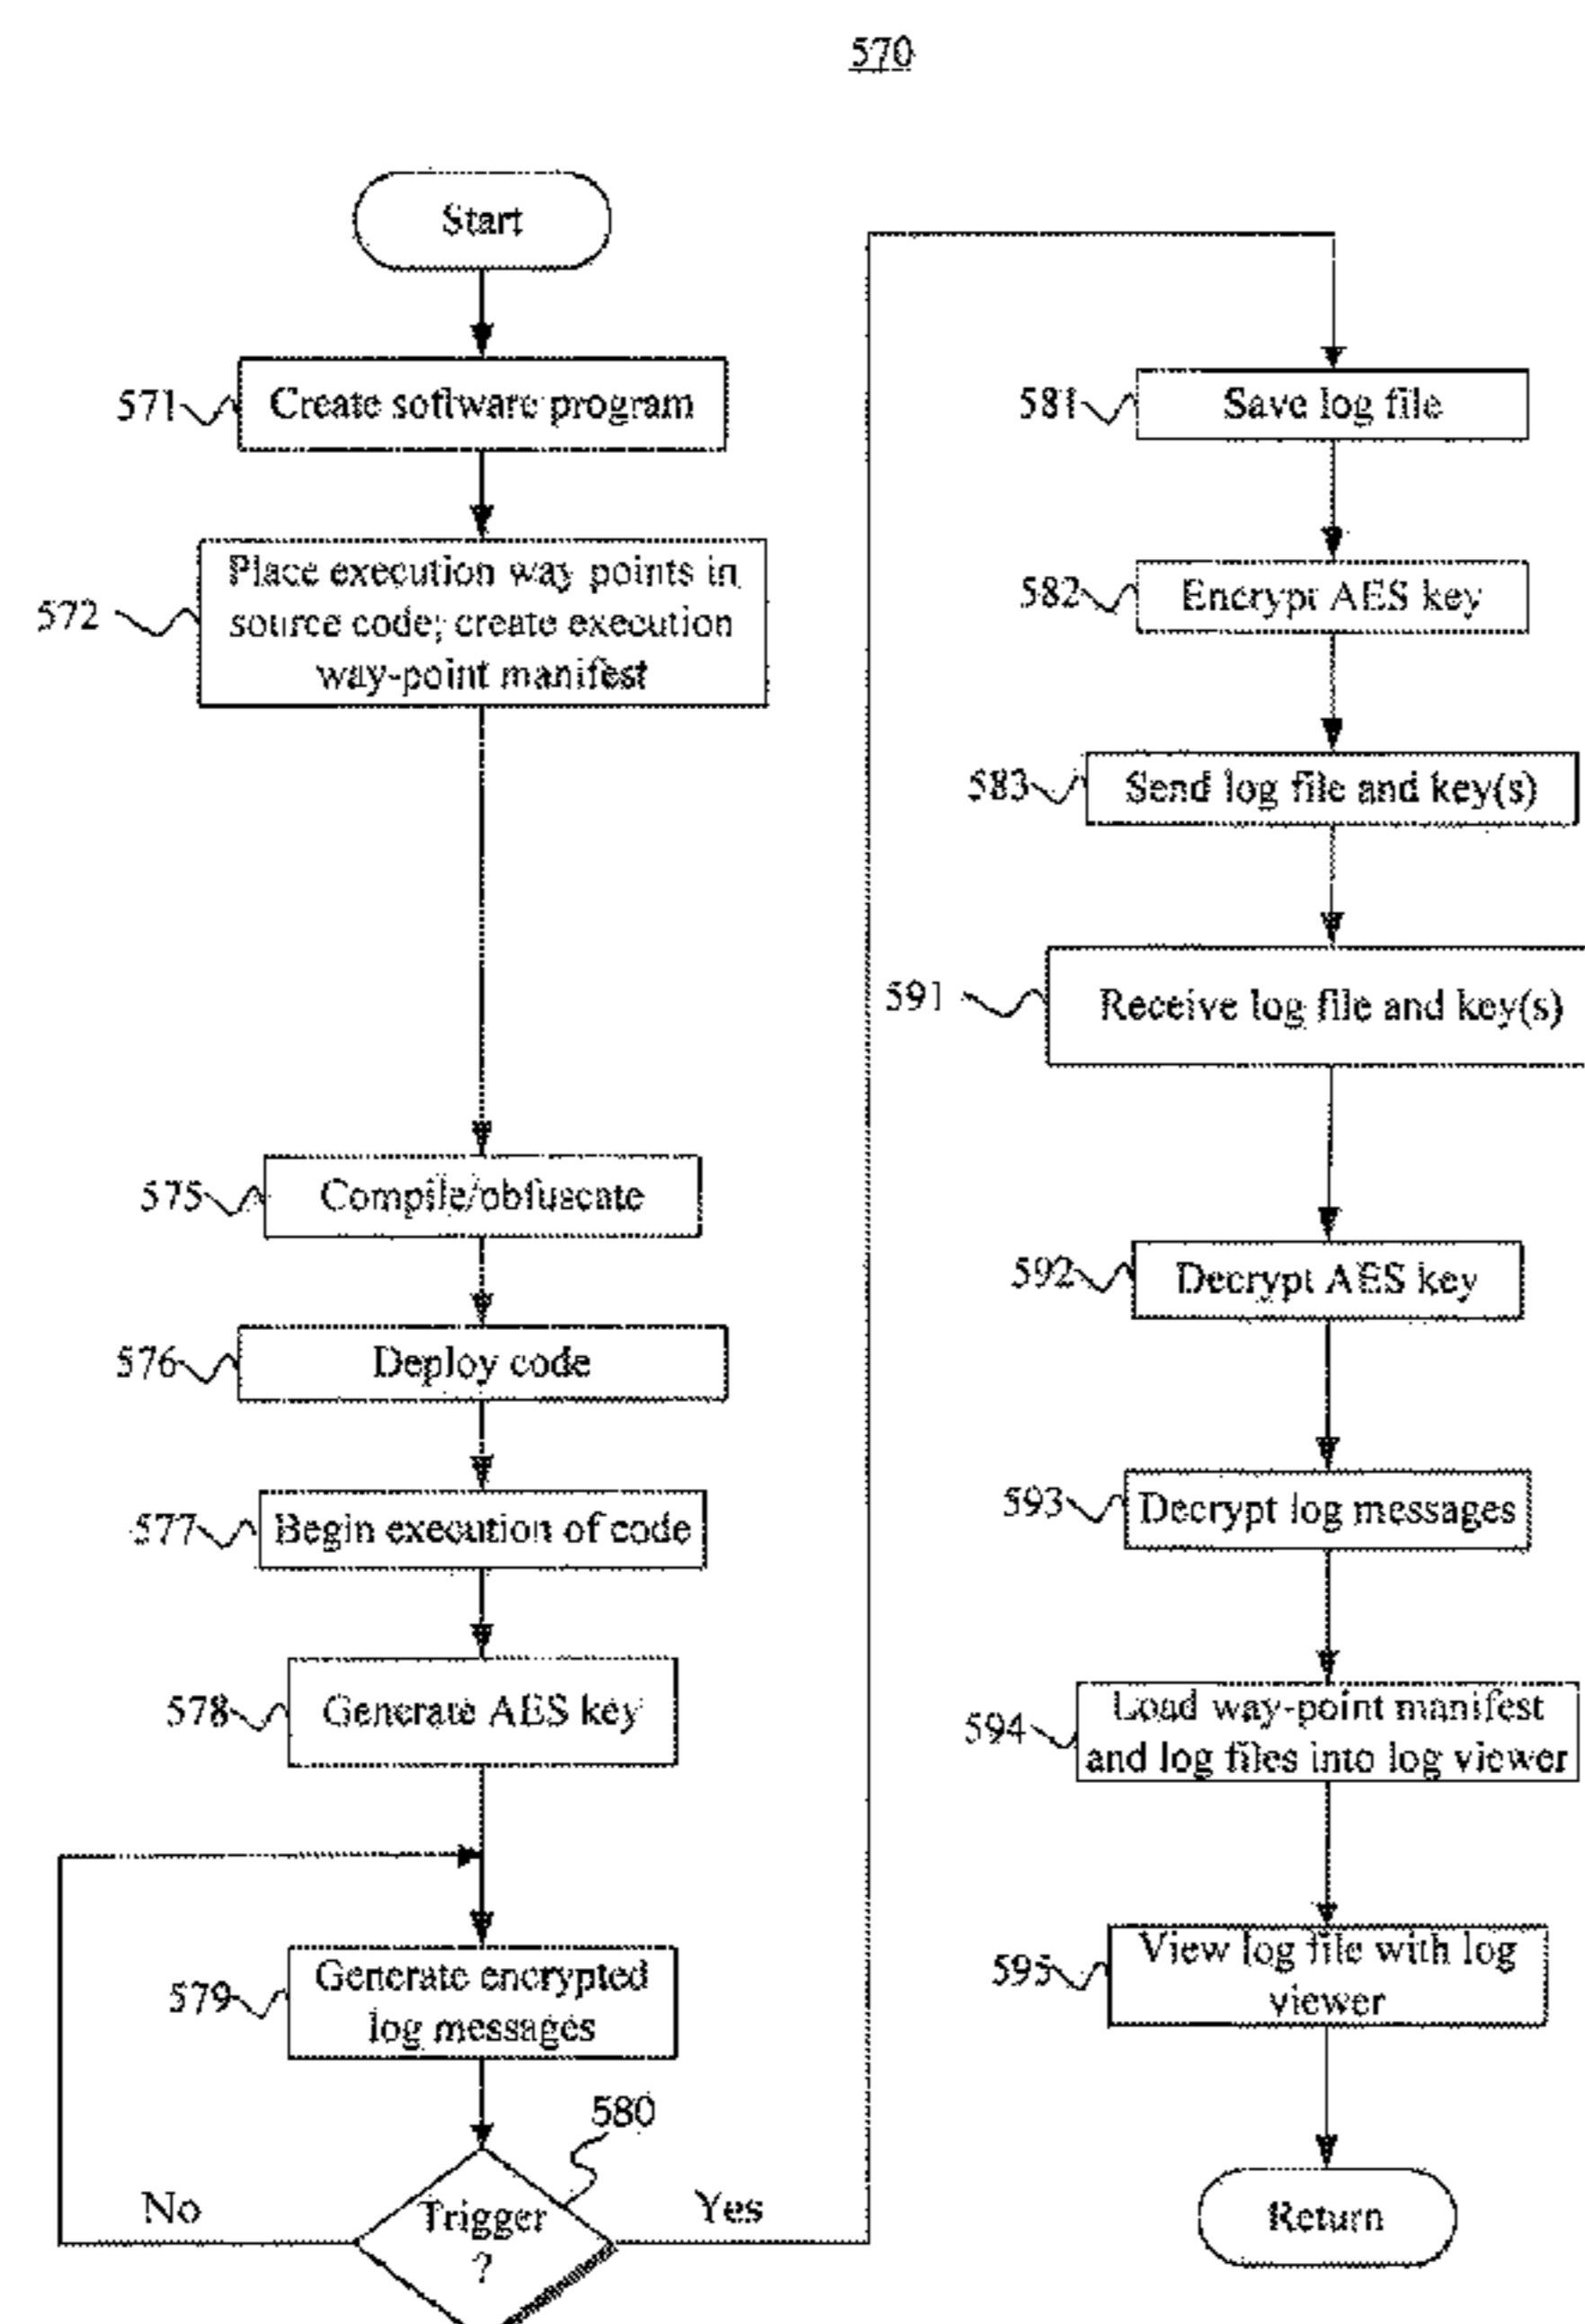 570
Start
571
Create software program
572
Place execution way points in
source code; create execution
way-point manifest
575
Compile/obfuscate
576
Deploy code
577
Begin execution of code
578
Generate AES key
579
Generate encrypted
log messages
580
Trigger
?
No
Yes
581
Save log file
582
Encrypt AES key
583
Send log file and key(s)
591
Receive log file and key(s)
592
Decrypt AES key
593
Decrypt log messages
594
Load way-point manifest
and log files into log viewer
595
View log file with log
viewer
Return